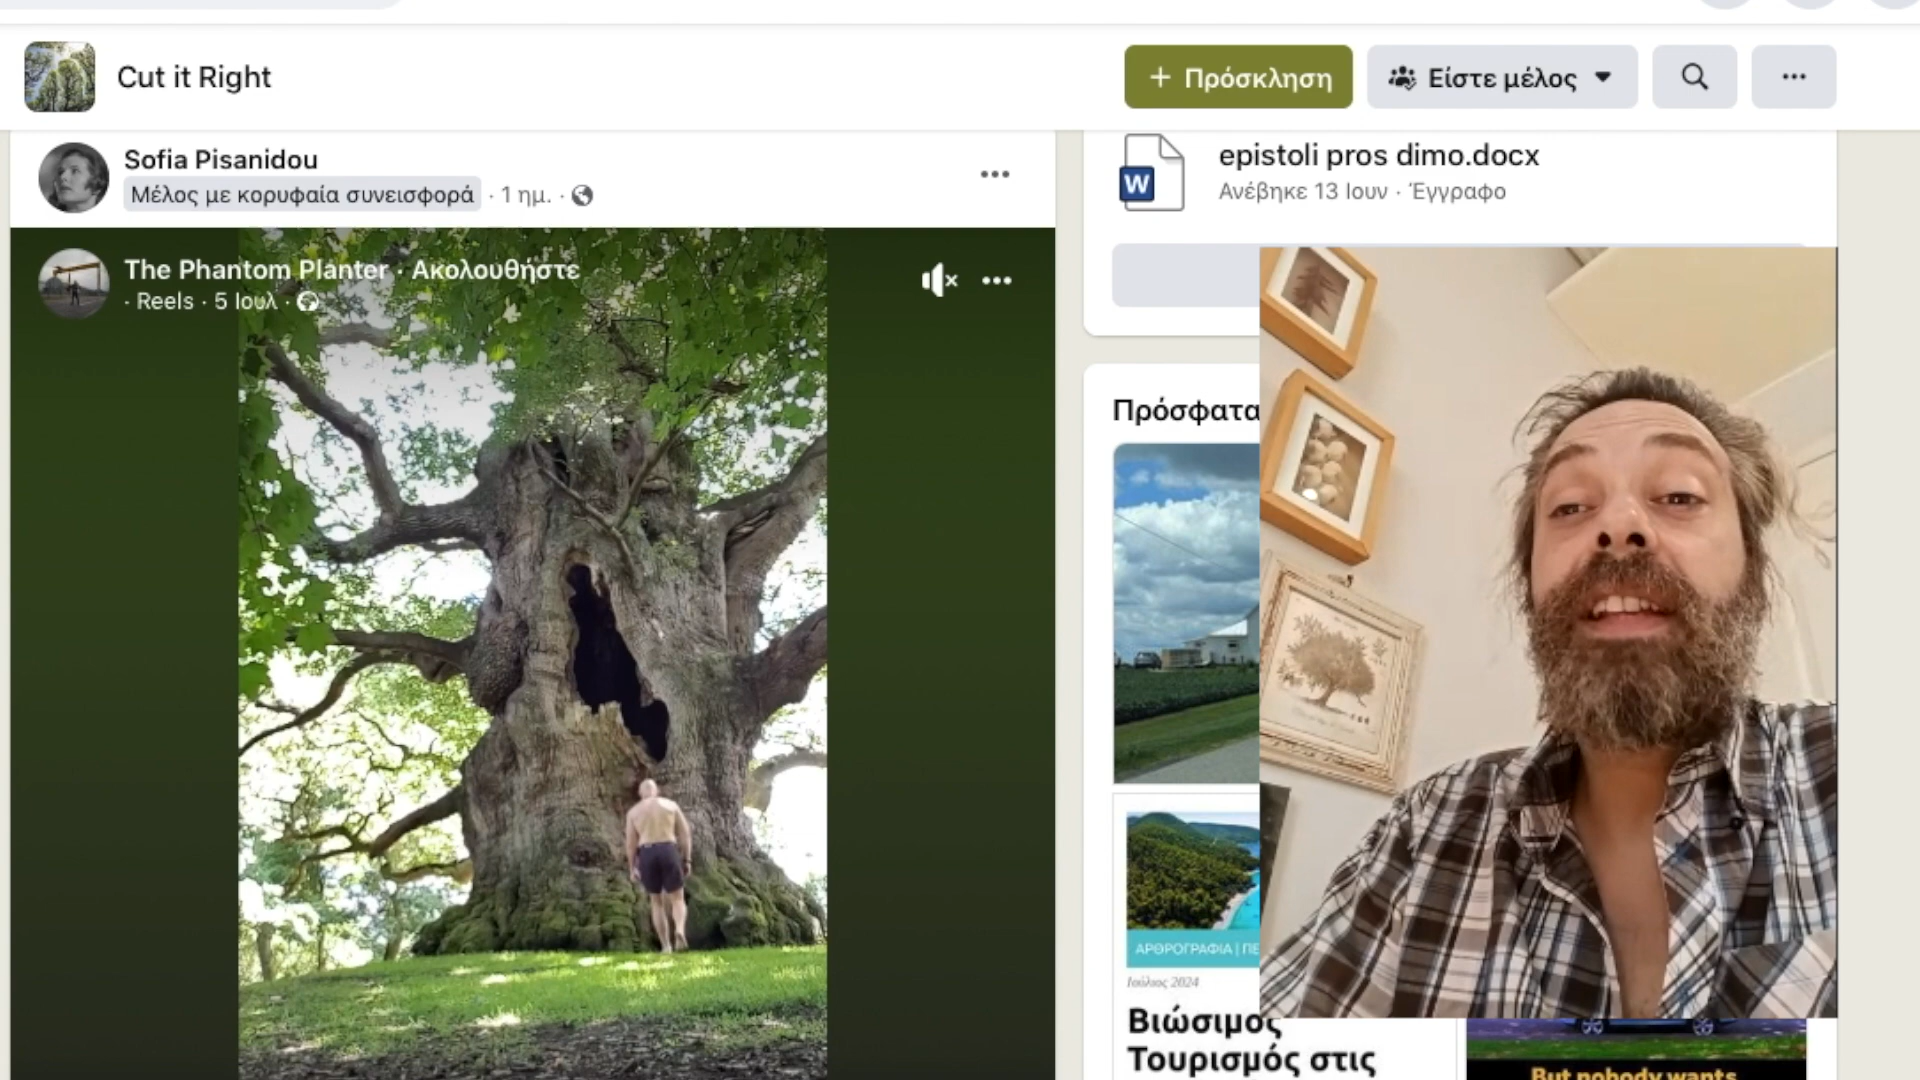 Cut it Right
+ Πρόσκληση
Είστε μέλος
Sofia Pisanidou
Μέλος με κορυφαία συνεισφορά · 1 ημ. ·
The Phantom Planter · Ακολουθήστε
· Reels · 5 Ιουλ ·
epistoli pros dimo.docx
Ανέβηκε 13 Ιουν · Έγγραφο
W
Πρόσφατα
ΑΡΘΡΟΓΡΑΦΙΑ | ΠΕ
Ιούλιος 2024
Βιώσιμος
Τουρισμός στις
But nobody wants